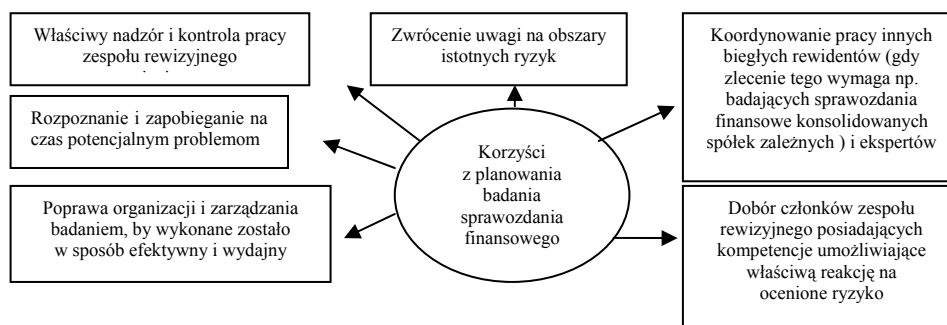 Właściwy nadzór i kontrola pracy
zespołu rewizyjnego
Zwrócenie uwagi na obszary
istotnych ryzyk
Koordynowanie pracy innych
biegłych rewidentów (gdy
zlecenie tego wymaga np.
badających sprawozdania
finansowe konsolidowanych
spółek zależnych ) i ekspertów
Rozpoznanie i zapobieganie na
czas potencjalnym problemom
Korzyści
z planowania
badania
sprawozdania
finansowego
Poprawa organizacji i zarządzania
badaniem, by wykonane zostało
w sposób efektywny i wydajny
Dobór członków zespołu
rewizyjnego posiadających
kompetencje umożliwiające
właściwą reakcję na
ocenione ryzyko